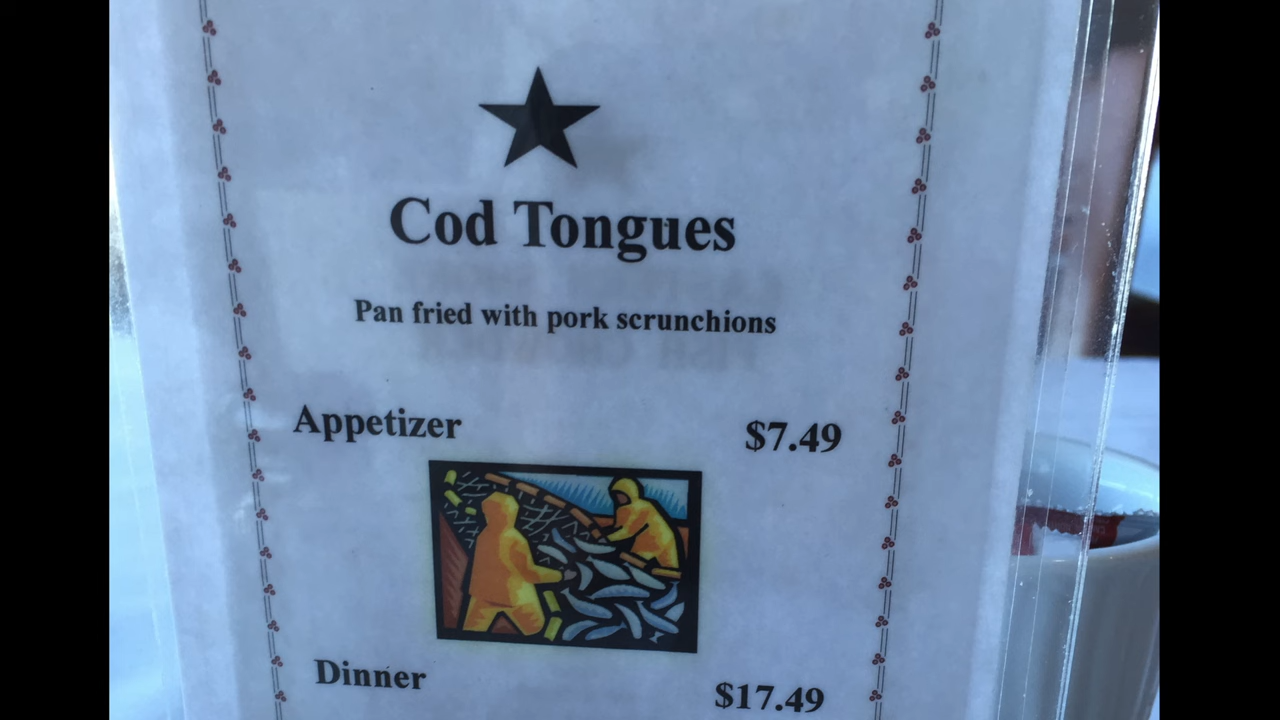 Cod Tongues
Pan fried with pork scrunchions
Appetizer $7.49
Dinner $17.49